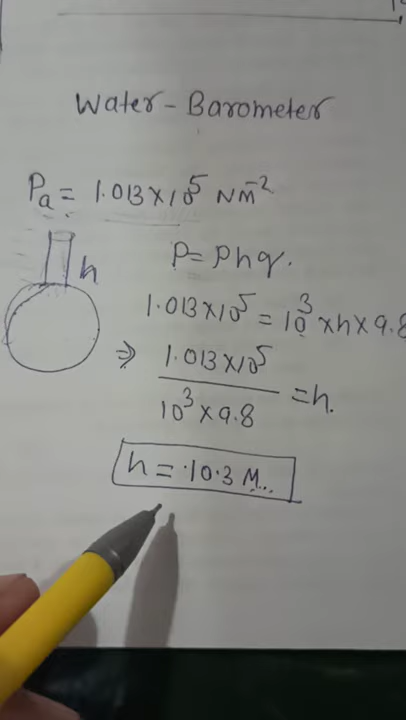 Water-Barometer
Pa = 1.013×10⁵ Nm⁻²
h
P = ρhg.
1.013×10⁵ = 10³ ×h×9.8
⇒ 1.013×10⁵ / 10³ × 9.8 = h.
h = 10.3 M..